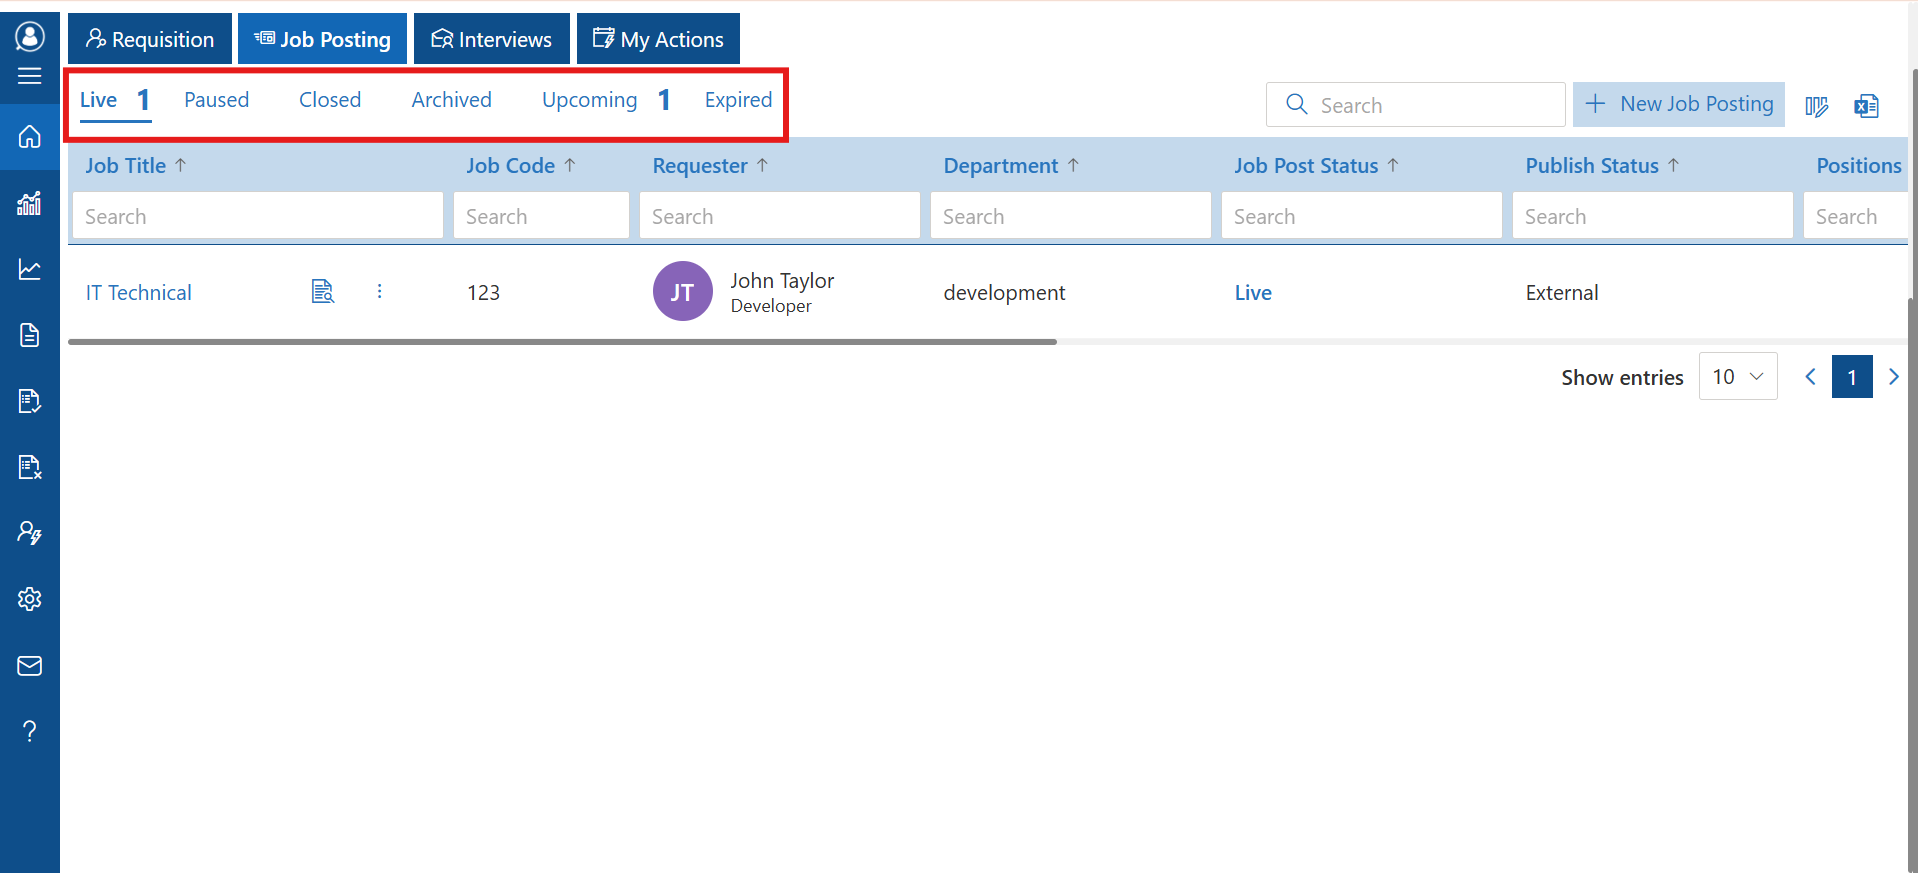 Requisition Job Posting Interviews My Actions
Live 1 Paused Closed Archived Upcoming 1 Expired Search New Job Posting
Job Title Job Code Requester Department Job Post Status Publish Status Positions
Search Search Search Search Search Search Search
IT Technical 123 JT John Taylor development Live External
Developer
Show entries 10 1